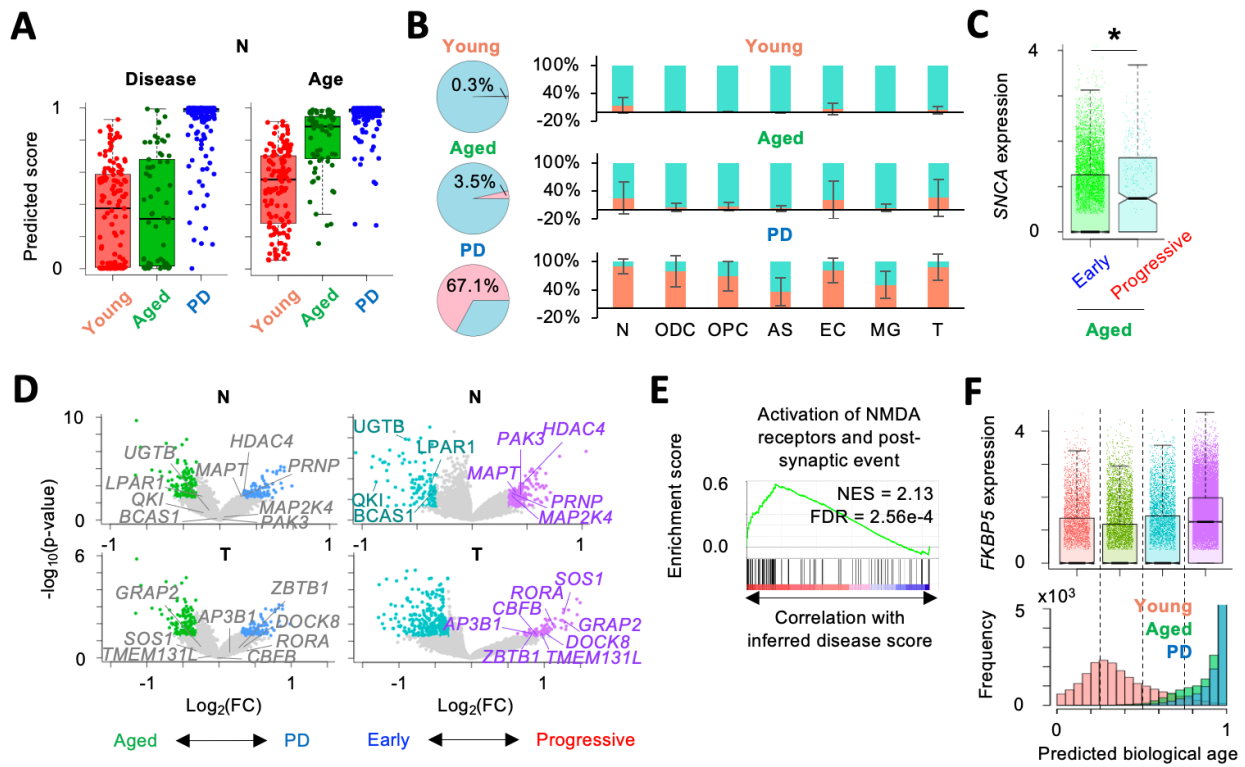 A
N
Disease
Age
Predicted score
1
0
Young
Aged
PD
Young
Aged
PD
B
Young
0.3%
Aged
3.5%
PD
67.1%
Young
100%
40%
-20%
Aged
100%
40%
-20%
PD
100%
40%
-20%
N ODC OPC AS EC MG T
C
*
SNCA expression
4
0
Early
Progressive
Aged
D
-log10(p-value)
N
10
0
UGTB
HDAC4
LPAR1
MAPT
PRNP
QKI
MAP2K4
BCAS1
PAK3
-1 1
N
UGTB
HDAC4
PAK3
LPAR1
MAPT
QKI
PRNP
BCAS1
MAP2K4
-1 1
T
6
0
GRAP2
ZBTB1
AP3B1
DOCK8
SOS1
RORA
TMEM131L
CBFB
-1 1
Log2(FC)
T
SOS1
RORA
CBFB
AP3B1
GRAP2
DOCK8
ZBTB1
TMEM131L
-1 1
Log2(FC)
Aged PD
Early Progressive
E
Activation of NMDA
receptors and post-
synaptic event
Enrichment score
0.6
0.0
NES = 2.13
FDR = 2.56e-4
Correlation with
inferred disease score
F
FKBP5 expression
4
0
x10³
Frequency
5
0
Young
Aged
PD
0 1
Predicted biological age